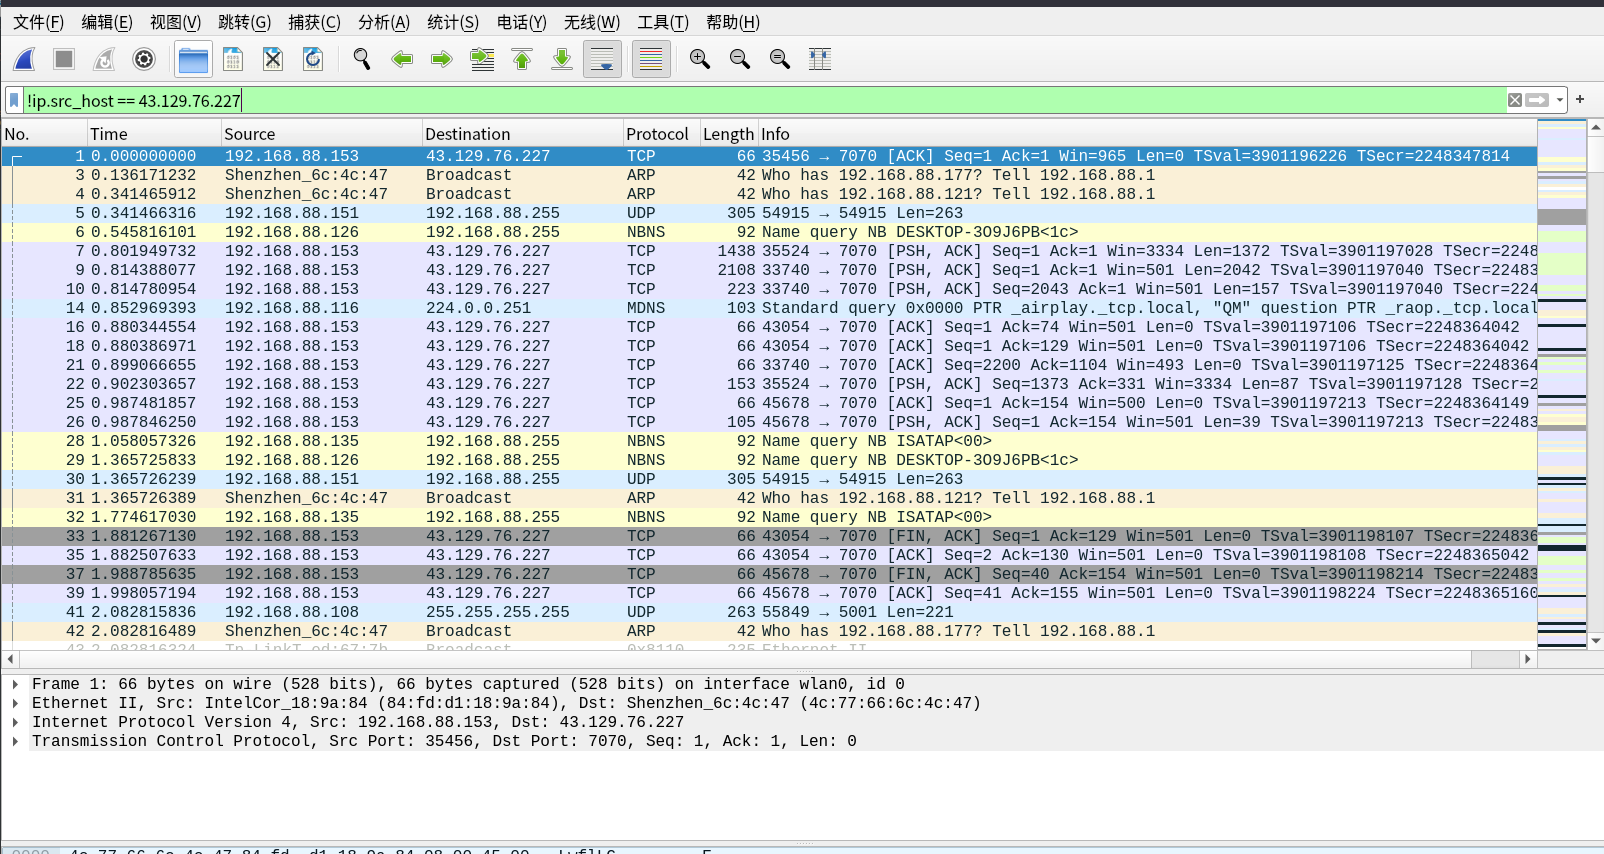 文件(F) 编辑(E) 视图(V) 跳转(G) 捕获(C) 分析(A) 统计(S) 电话(Y) 无线(W) 工具(T) 帮助(H)
!ip.src_host == 43.129.76.227
No. Time Source Destination Protocol Length Info
1 0.000000000 192.168.88.153 43.129.76.227 TCP 66 35456 → 7070 [ACK] Seq=1 Ack=1 Win=965 Len=0 TSval=3901196226 TSecr=2248347814
3 0.136171232 Shenzhen_6c:4c:47 Broadcast ARP 42 Who has 192.168.88.177? Tell 192.168.88.1
4 0.341465912 Shenzhen_6c:4c:47 Broadcast ARP 42 Who has 192.168.88.121? Tell 192.168.88.1
5 0.341466316 192.168.88.151 192.168.88.255 UDP 305 54915 → 54915 Len=263
6 0.545816101 192.168.88.126 192.168.88.255 NBNS 92 Name query NB DESKTOP-3O9J6PB<1c>
7 0.801949732 192.168.88.153 43.129.76.227 TCP 1438 35524 → 7070 [PSH, ACK] Seq=1 Ack=1 Win=3334 Len=1372 TSval=3901197028 TSecr=2248
9 0.814388077 192.168.88.153 43.129.76.227 TCP 2108 33740 → 7070 [PSH, ACK] Seq=1 Ack=1 Win=501 Len=2042 TSval=3901197040 TSecr=22483
10 0.814780954 192.168.88.153 43.129.76.227 TCP 223 33740 → 7070 [PSH, ACK] Seq=2043 Ack=1 Win=501 Len=157 TSval=3901197040 TSecr=224
14 0.852969393 192.168.88.116 224.0.0.251 MDNS 103 Standard query 0x0000 PTR _airplay._tcp.local, "QM" question PTR _raop._tcp.local
16 0.880344554 192.168.88.153 43.129.76.227 TCP 66 43054 → 7070 [ACK] Seq=1 Ack=74 Win=501 Len=0 TSval=3901197106 TSecr=2248364042
18 0.880386971 192.168.88.153 43.129.76.227 TCP 66 43054 → 7070 [ACK] Seq=1 Ack=129 Win=501 Len=0 TSval=3901197106 TSecr=2248364042
21 0.899066655 192.168.88.153 43.129.76.227 TCP 66 33740 → 7070 [ACK] Seq=2200 Ack=1104 Win=493 Len=0 TSval=3901197125 TSecr=2248364
22 0.902303657 192.168.88.153 43.129.76.227 TCP 153 35524 → 7070 [PSH, ACK] Seq=1373 Ack=331 Win=3334 Len=87 TSval=3901197128 TSecr=2
25 0.987481857 192.168.88.153 43.129.76.227 TCP 66 45678 → 7070 [ACK] Seq=1 Ack=154 Win=500 Len=0 TSval=3901197213 TSecr=2248364149
26 0.987846250 192.168.88.153 43.129.76.227 TCP 105 45678 → 7070 [PSH, ACK] Seq=1 Ack=154 Win=501 Len=39 TSval=3901197213 TSecr=22483
28 1.058057326 192.168.88.135 192.168.88.255 NBNS 92 Name query NB ISATAP<00>
29 1.365725833 192.168.88.126 192.168.88.255 NBNS 92 Name query NB DESKTOP-3O9J6PB<1c>
30 1.365726239 192.168.88.151 192.168.88.255 UDP 305 54915 → 54915 Len=263
31 1.365726389 Shenzhen_6c:4c:47 Broadcast ARP 42 Who has 192.168.88.121? Tell 192.168.88.1
32 1.774617030 192.168.88.135 192.168.88.255 NBNS 92 Name query NB ISATAP<00>
33 1.881267130 192.168.88.153 43.129.76.227 TCP 66 43054 → 7070 [FIN, ACK] Seq=1 Ack=129 Win=501 Len=0 TSval=3901198107 TSecr=224836
35 1.882507633 192.168.88.153 43.129.76.227 TCP 66 43054 → 7070 [ACK] Seq=2 Ack=130 Win=501 Len=0 TSval=3901198108 TSecr=2248365042
37 1.988785635 192.168.88.153 43.129.76.227 TCP 66 45678 → 7070 [FIN, ACK] Seq=40 Ack=154 Win=501 Len=0 TSval=3901198214 TSecr=22483
39 1.998057194 192.168.88.153 43.129.76.227 TCP 66 45678 → 7070 [ACK] Seq=41 Ack=155 Win=501 Len=0 TSval=3901198224 TSecr=2248365160
41 2.082815836 192.168.88.108 255.255.255.255 UDP 263 55849 → 5001 Len=221
42 2.082816489 Shenzhen_6c:4c:47 Broadcast ARP 42 Who has 192.168.88.177? Tell 192.168.88.1
Broadcast 0x8110 235 Ethernet II
Frame 1: 66 bytes on wire (528 bits), 66 bytes captured (528 bits) on interface wlan0, id 0
Ethernet II, Src: IntelCor_18:9a:84 (84:fd:d1:18:9a:84), Dst: Shenzhen_6c:4c:47 (4c:77:66:6c:4c:47)
Internet Protocol Version 4, Src: 192.168.88.153, Dst: 43.129.76.227
Transmission Control Protocol, Src Port: 35456, Dst Port: 7070, Seq: 1, Ack: 1, Len: 0